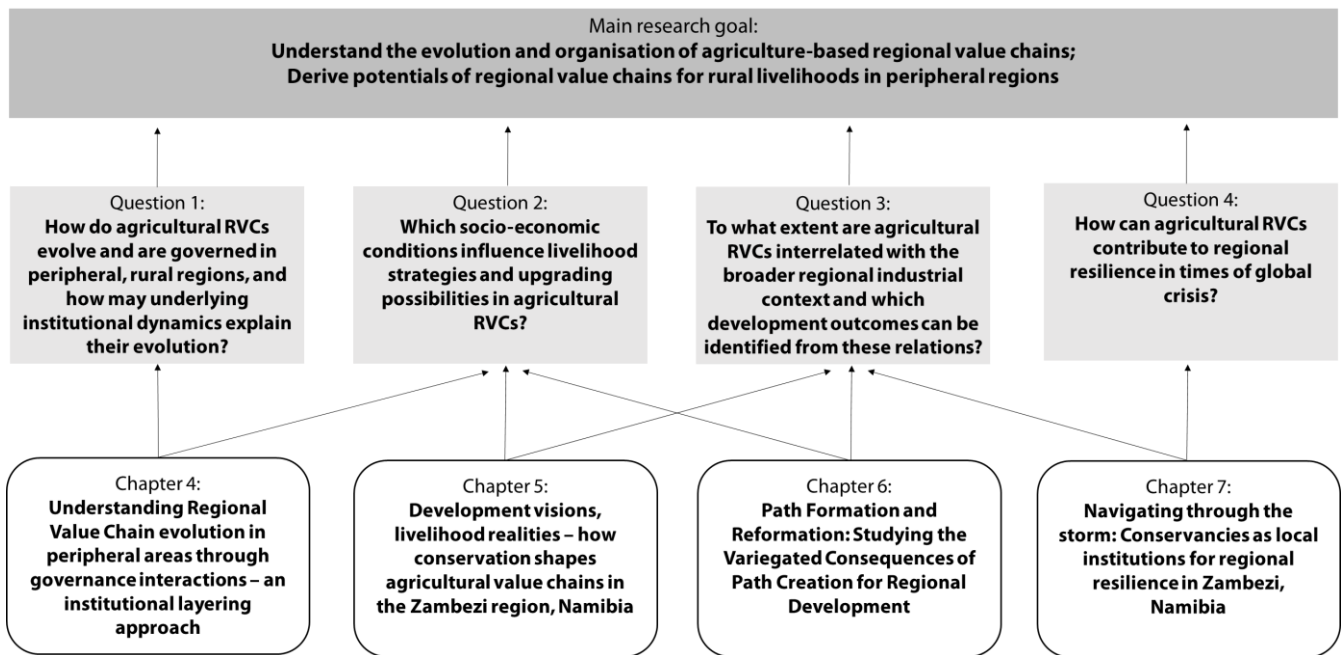 Main research goal:
Understand the evolution and organisation of agriculture-based regional value chains;
Derive potentials of regional value chains for rural livelihoods in peripheral regions
Question 1:
How do agricultural RVCs
evolve and are governed in
peripheral, rural regions, and
how may underlying
institutional dynamics explain
their evolution?
Question 2:
Which socio-economic
conditions influence livelihood
strategies and upgrading
possibilities in agricultural
RVCs?
Question 3:
To what extent are agricultural
RVCs interrelated with the
broader regional industrial
context and which
development outcomes can be
identified from these relations?
Question 4:
How can agricultural RVCs
contribute to regional
resilience in times of global
crisis?
Chapter 4:
Understanding Regional
Value Chain evolution in
peripheral areas through
governance interactions – an
institutional layering
approach
Chapter 5:
Development visions,
livelihood realities – how
conservation shapes
agricultural value chains in
the Zambezi region, Namibia
Chapter 6:
Path Formation and
Reformation: Studying the
Variegated Consequences of
Path Creation for Regional
Development
Chapter 7:
Navigating through the
storm: Conservancies as local
institutions for regional
resilience in Zambezi,
Namibia